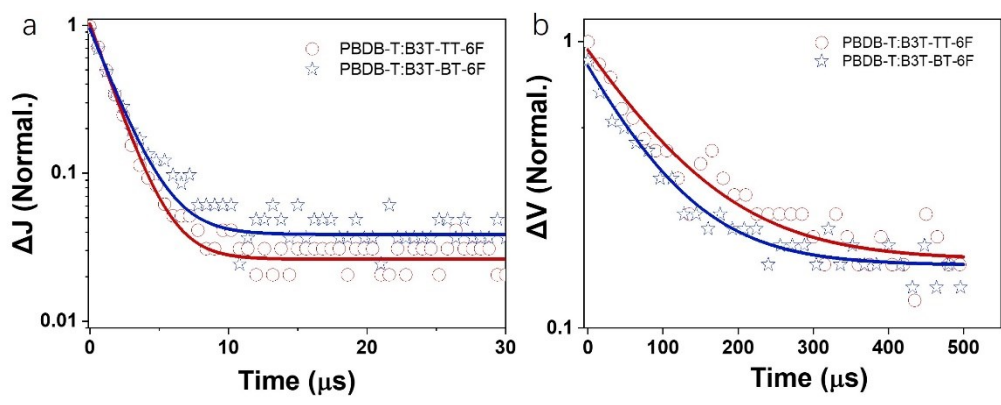 a
1
0.1
0.01
ΔJ (Normal.)
PBDB-T:B3T-TT-6F
PBDB-T:B3T-BT-6F
0
10
20
30
Time (μs)
b
1
0.1
ΔV (Normal.)
PBDB-T:B3T-TT-6F
PBDB-T:B3T-BT-6F
0
100
200
300
400
500
Time (μs)